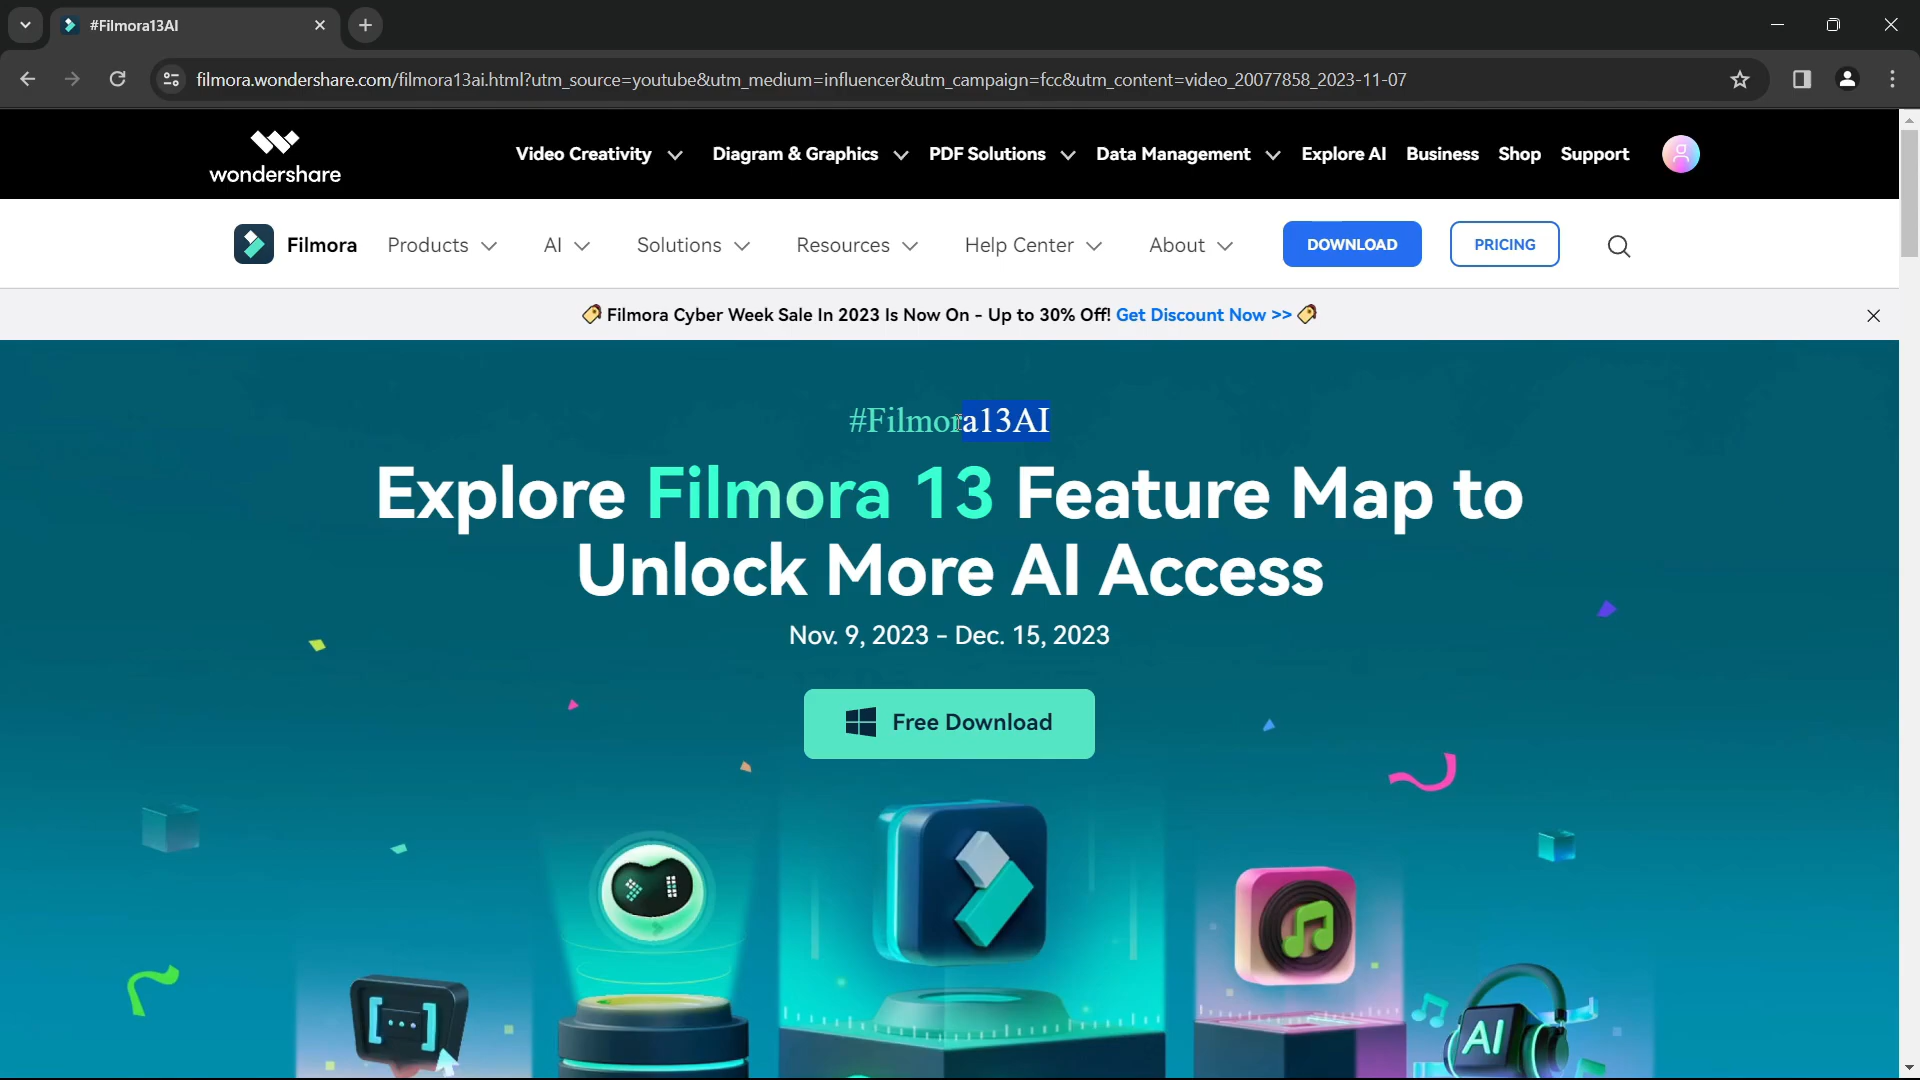 #Filmora13AI
filmora.wondershare.com/filmora13ai.html?utm_source=youtube&utm_medium=influencer&utm_campaign=fcc&utm_content=video_20077858_2023-11-07
wondershare
Video Creativity Diagram & Graphics PDF Solutions Data Management Explore AI Business Shop Support
Filmora Products AI Solutions Resources Help Center About DOWNLOAD PRICING
Filmora Cyber Week Sale In 2023 Is Now On - Up to 30% Off! Get Discount Now >>
#Filmora13AI
Explore Filmora 13 Feature Map to
Unlock More AI Access
Nov. 9, 2023 - Dec. 15, 2023
Free Download
[...]
AI